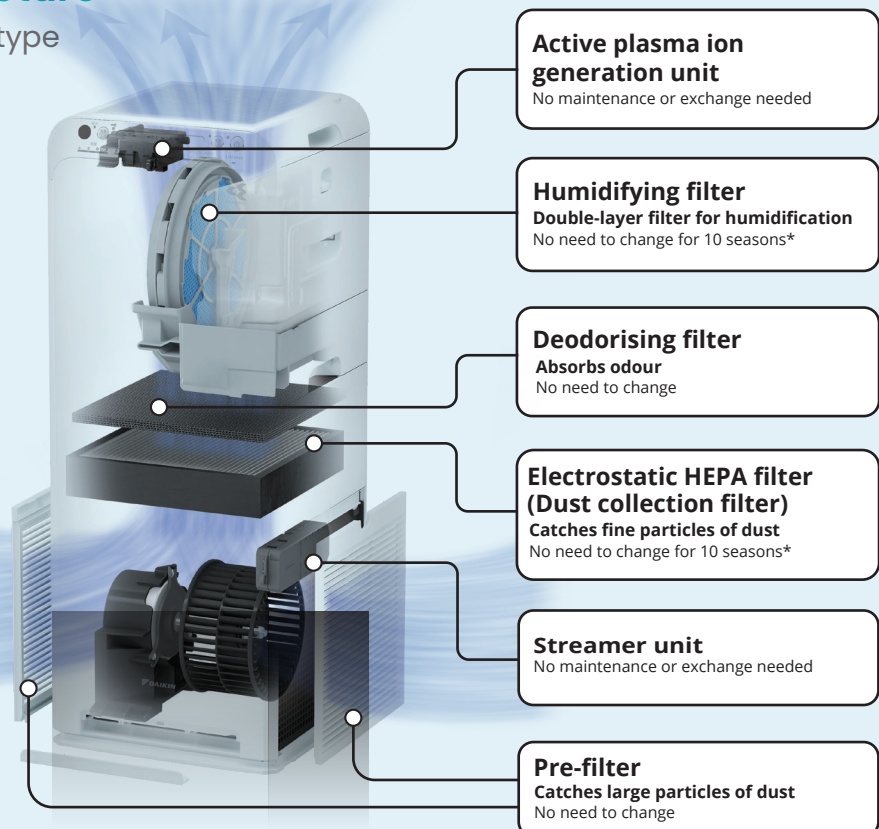 type
Active plasma ion
generation unit
No maintenance or exchange needed
Humidifying filter
Double-layer filter for humidification
No need to change for 10 seasons*
Deodorising filter
Absorbs odour
No need to change
Electrostatic HEPA filter
(Dust collection filter)
Catches fine particles of dust
No need to change for 10 seasons*
Streamer unit
No maintenance or exchange needed
DAIKIN
Pre-filter
Catches large particles of dust
No need to change